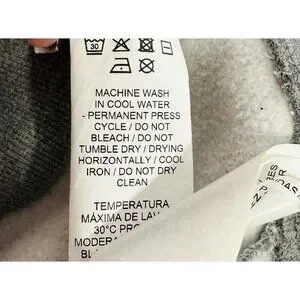 30
MACHINE WASH
IN COOL WATER
- PERMANENT PRESS
CYCLE / DO NOT
BLEACH / DO NOT
TUMBLE DRY / DRYING
HORIZONTALLY / COOL
IRON / DO NOT DRY
CLEAN
TEMPERATURA
MÁXIMA DE LAV
30°C PRO
MODERA